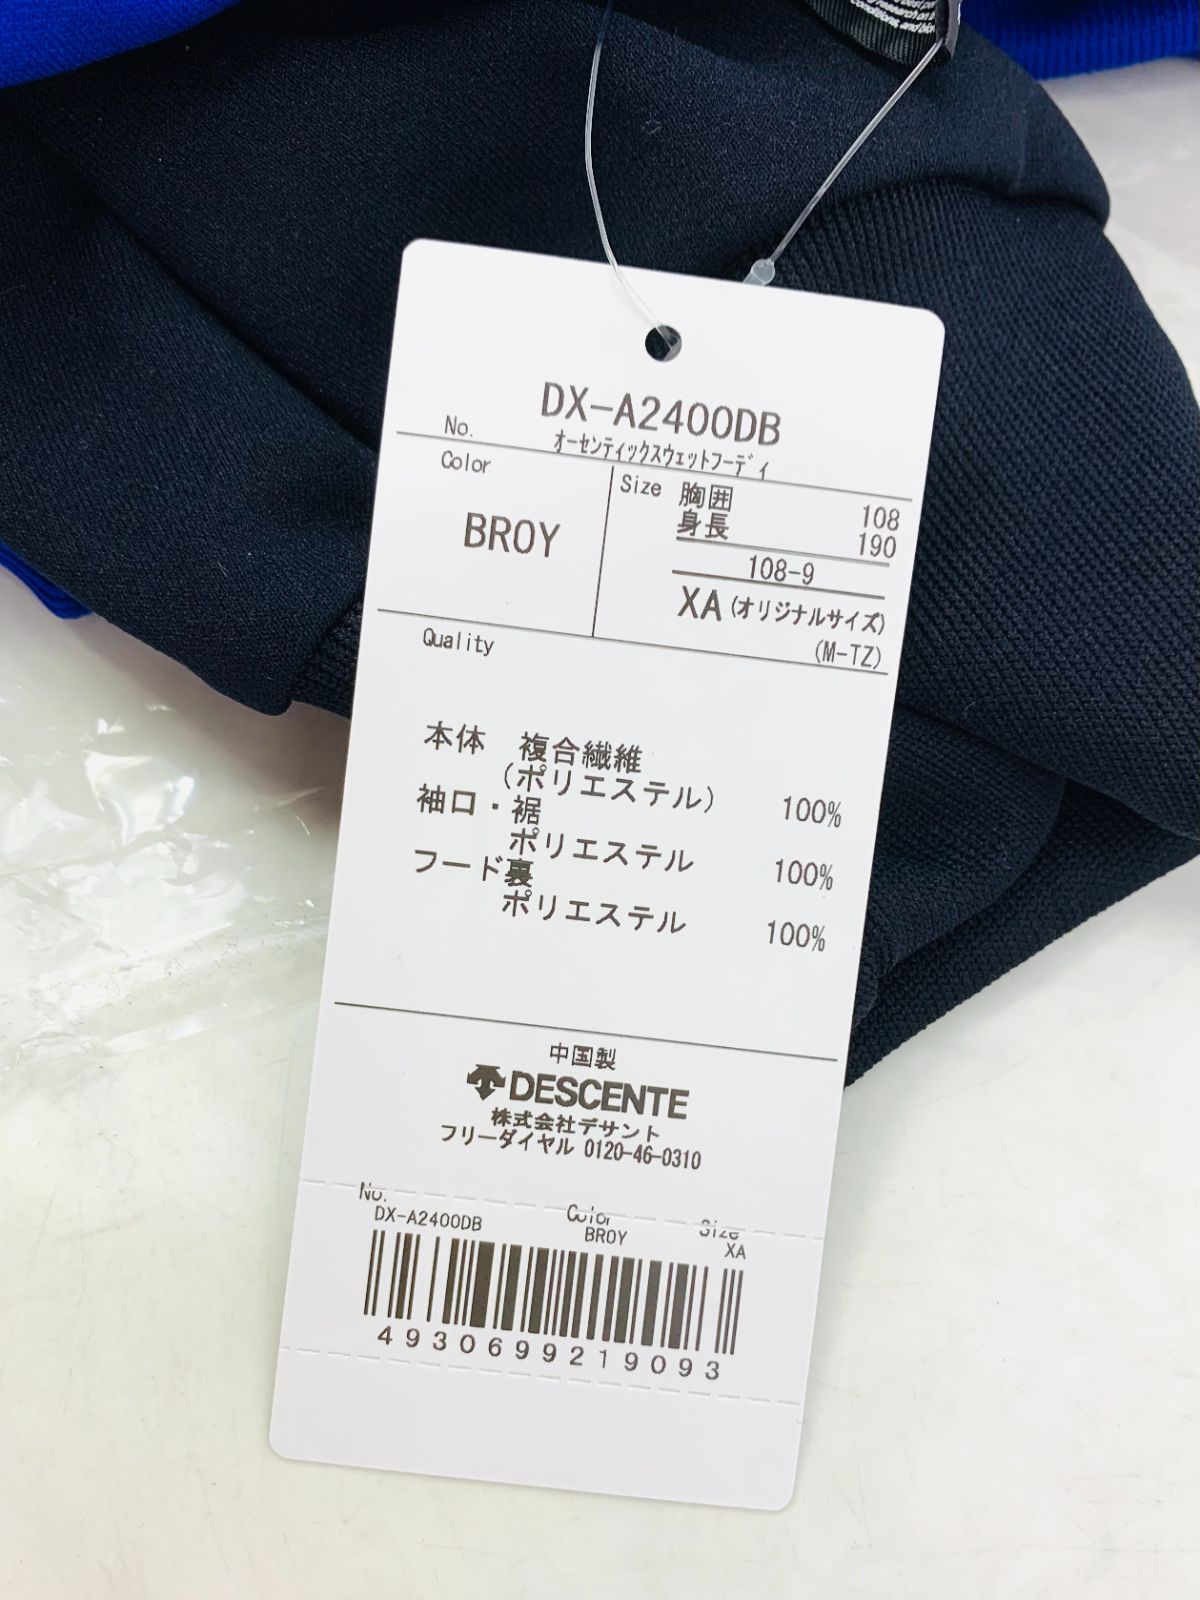 DX-A2400DB
No.
オーセンティックスウェットフーディ
Color
BROY
Size 胸囲 108
身長 190
108-9
XA (オリジナルサイズ)
(M-TZ)
Quality
本体 複合繊維
(ポリエステル) 100%
袖口・裾
ポリエステル 100%
フード裏
ポリエステル 100%
中国製
DESCENTE
株式会社デサント
フリーダイヤル 0120-46-0310
No. Color Size
DX-A2400DB BROY XA
4930699219093